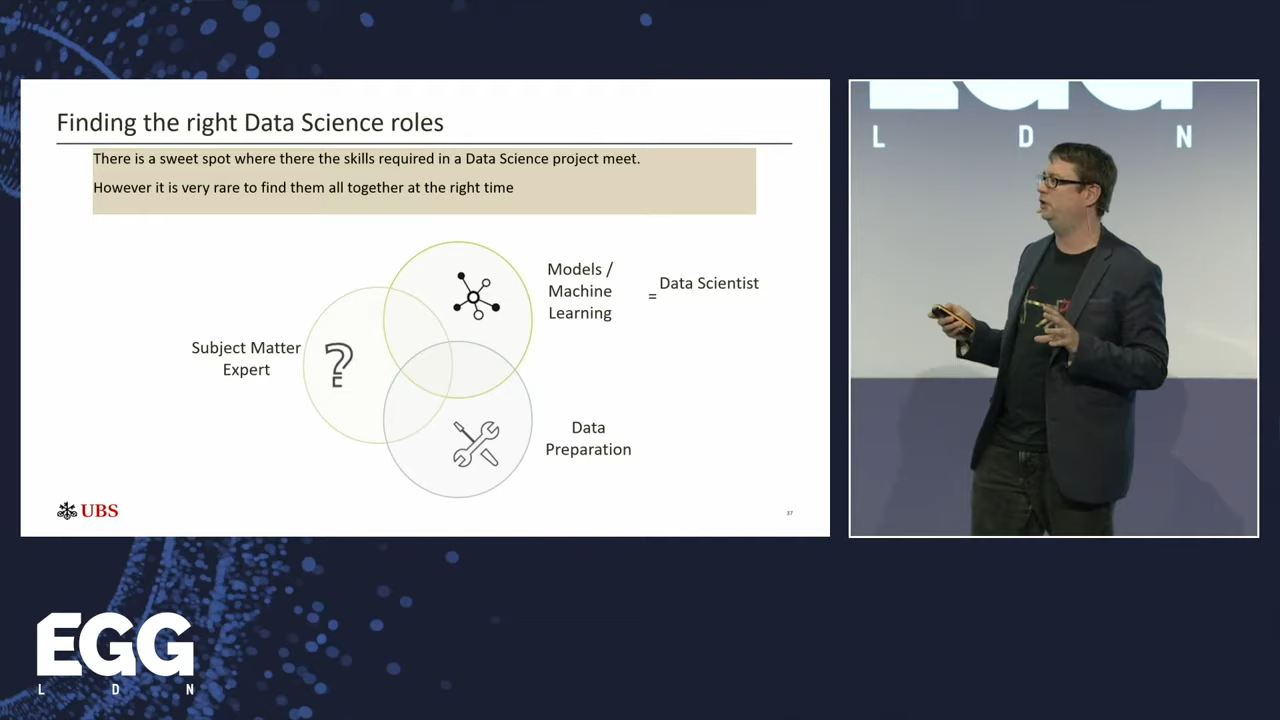 Finding the right Data Science roles
There is a sweet spot where there the skills required in a Data Science project meet.
However it is very rare to find them all together at the right time
Models /
Machine
Learning
=
Data Scientist
Subject Matter
Expert
?
Data
Preparation
UBS
37
EGG
L D N
EGG
L D N